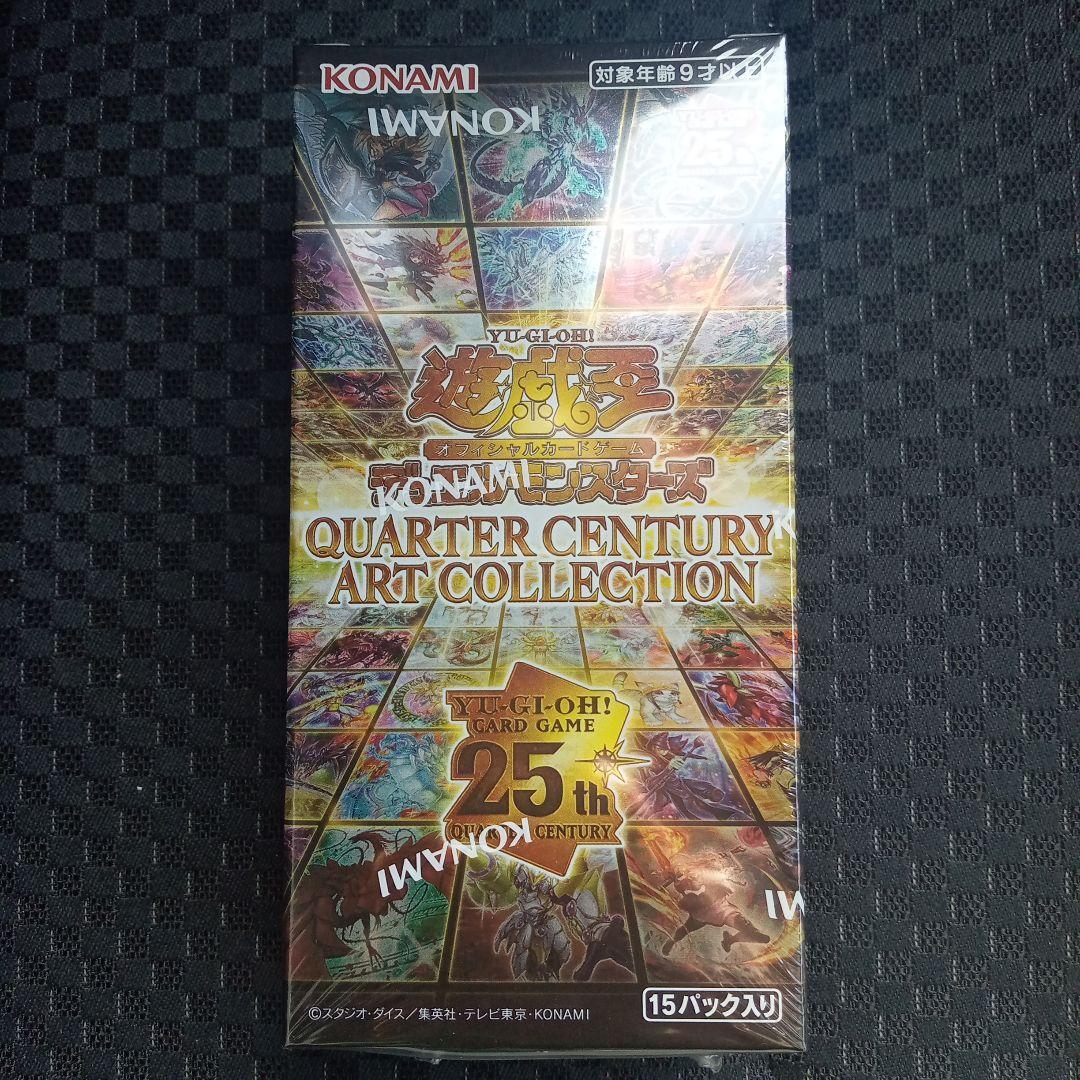 KONAMI
対象年齢9才以上
KONAMI
25th
YU-GI-OH!
遊戯王
オフィシャルカードゲーム
デュエルモンスターズ
KONAMI
QUARTER CENTURY
ART COLLECTION
YU-GI-OH!
CARD GAME
25th
QUARTER CENTURY
KONAMI
15パック入り
©スタジオ・ダイス/集英社・テレビ東京・KONAMI